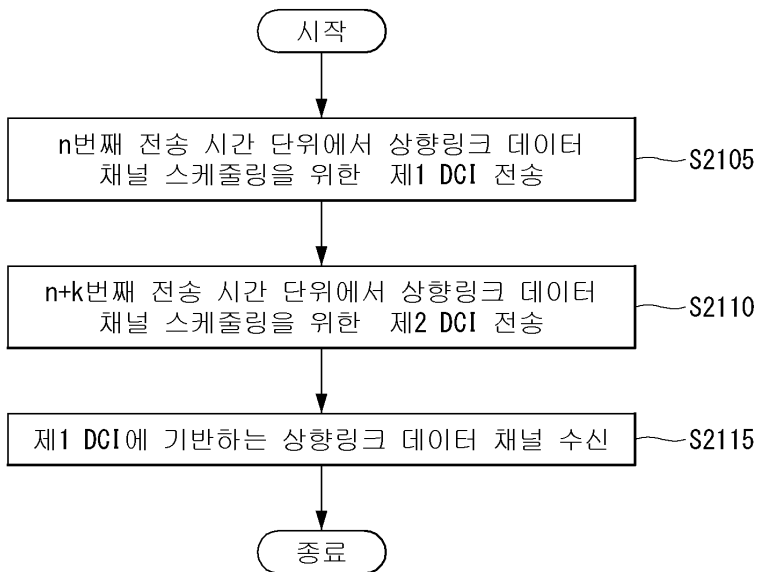 시작
n번째 전송 시간 단위에서 상향링크 데이터
채널 스케줄링을 위한 제1 DCI 전송
S2105
n+k번째 전송 시간 단위에서 상향링크 데이터
채널 스케줄링을 위한 제2 DCI 전송
S2110
제1 DCI에 기반하는 상향링크 데이터 채널 수신
S2115
종료